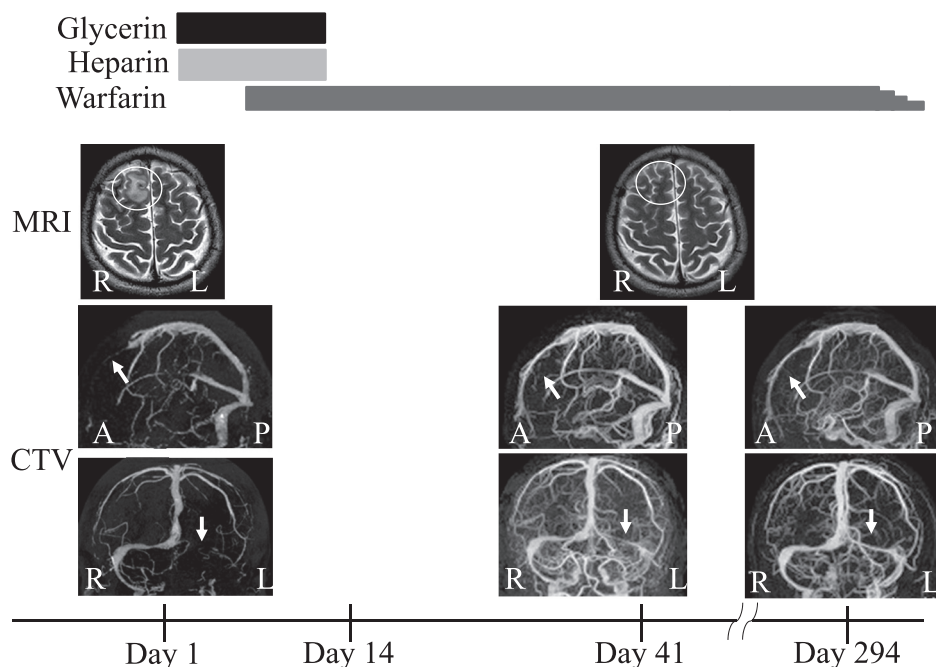 Glycerin
Heparin
Warfarin
MRI
R L
R L
A P
A P
A P
CTV
R L
R L
R L
Day 1 Day 14 Day 41 Day 294